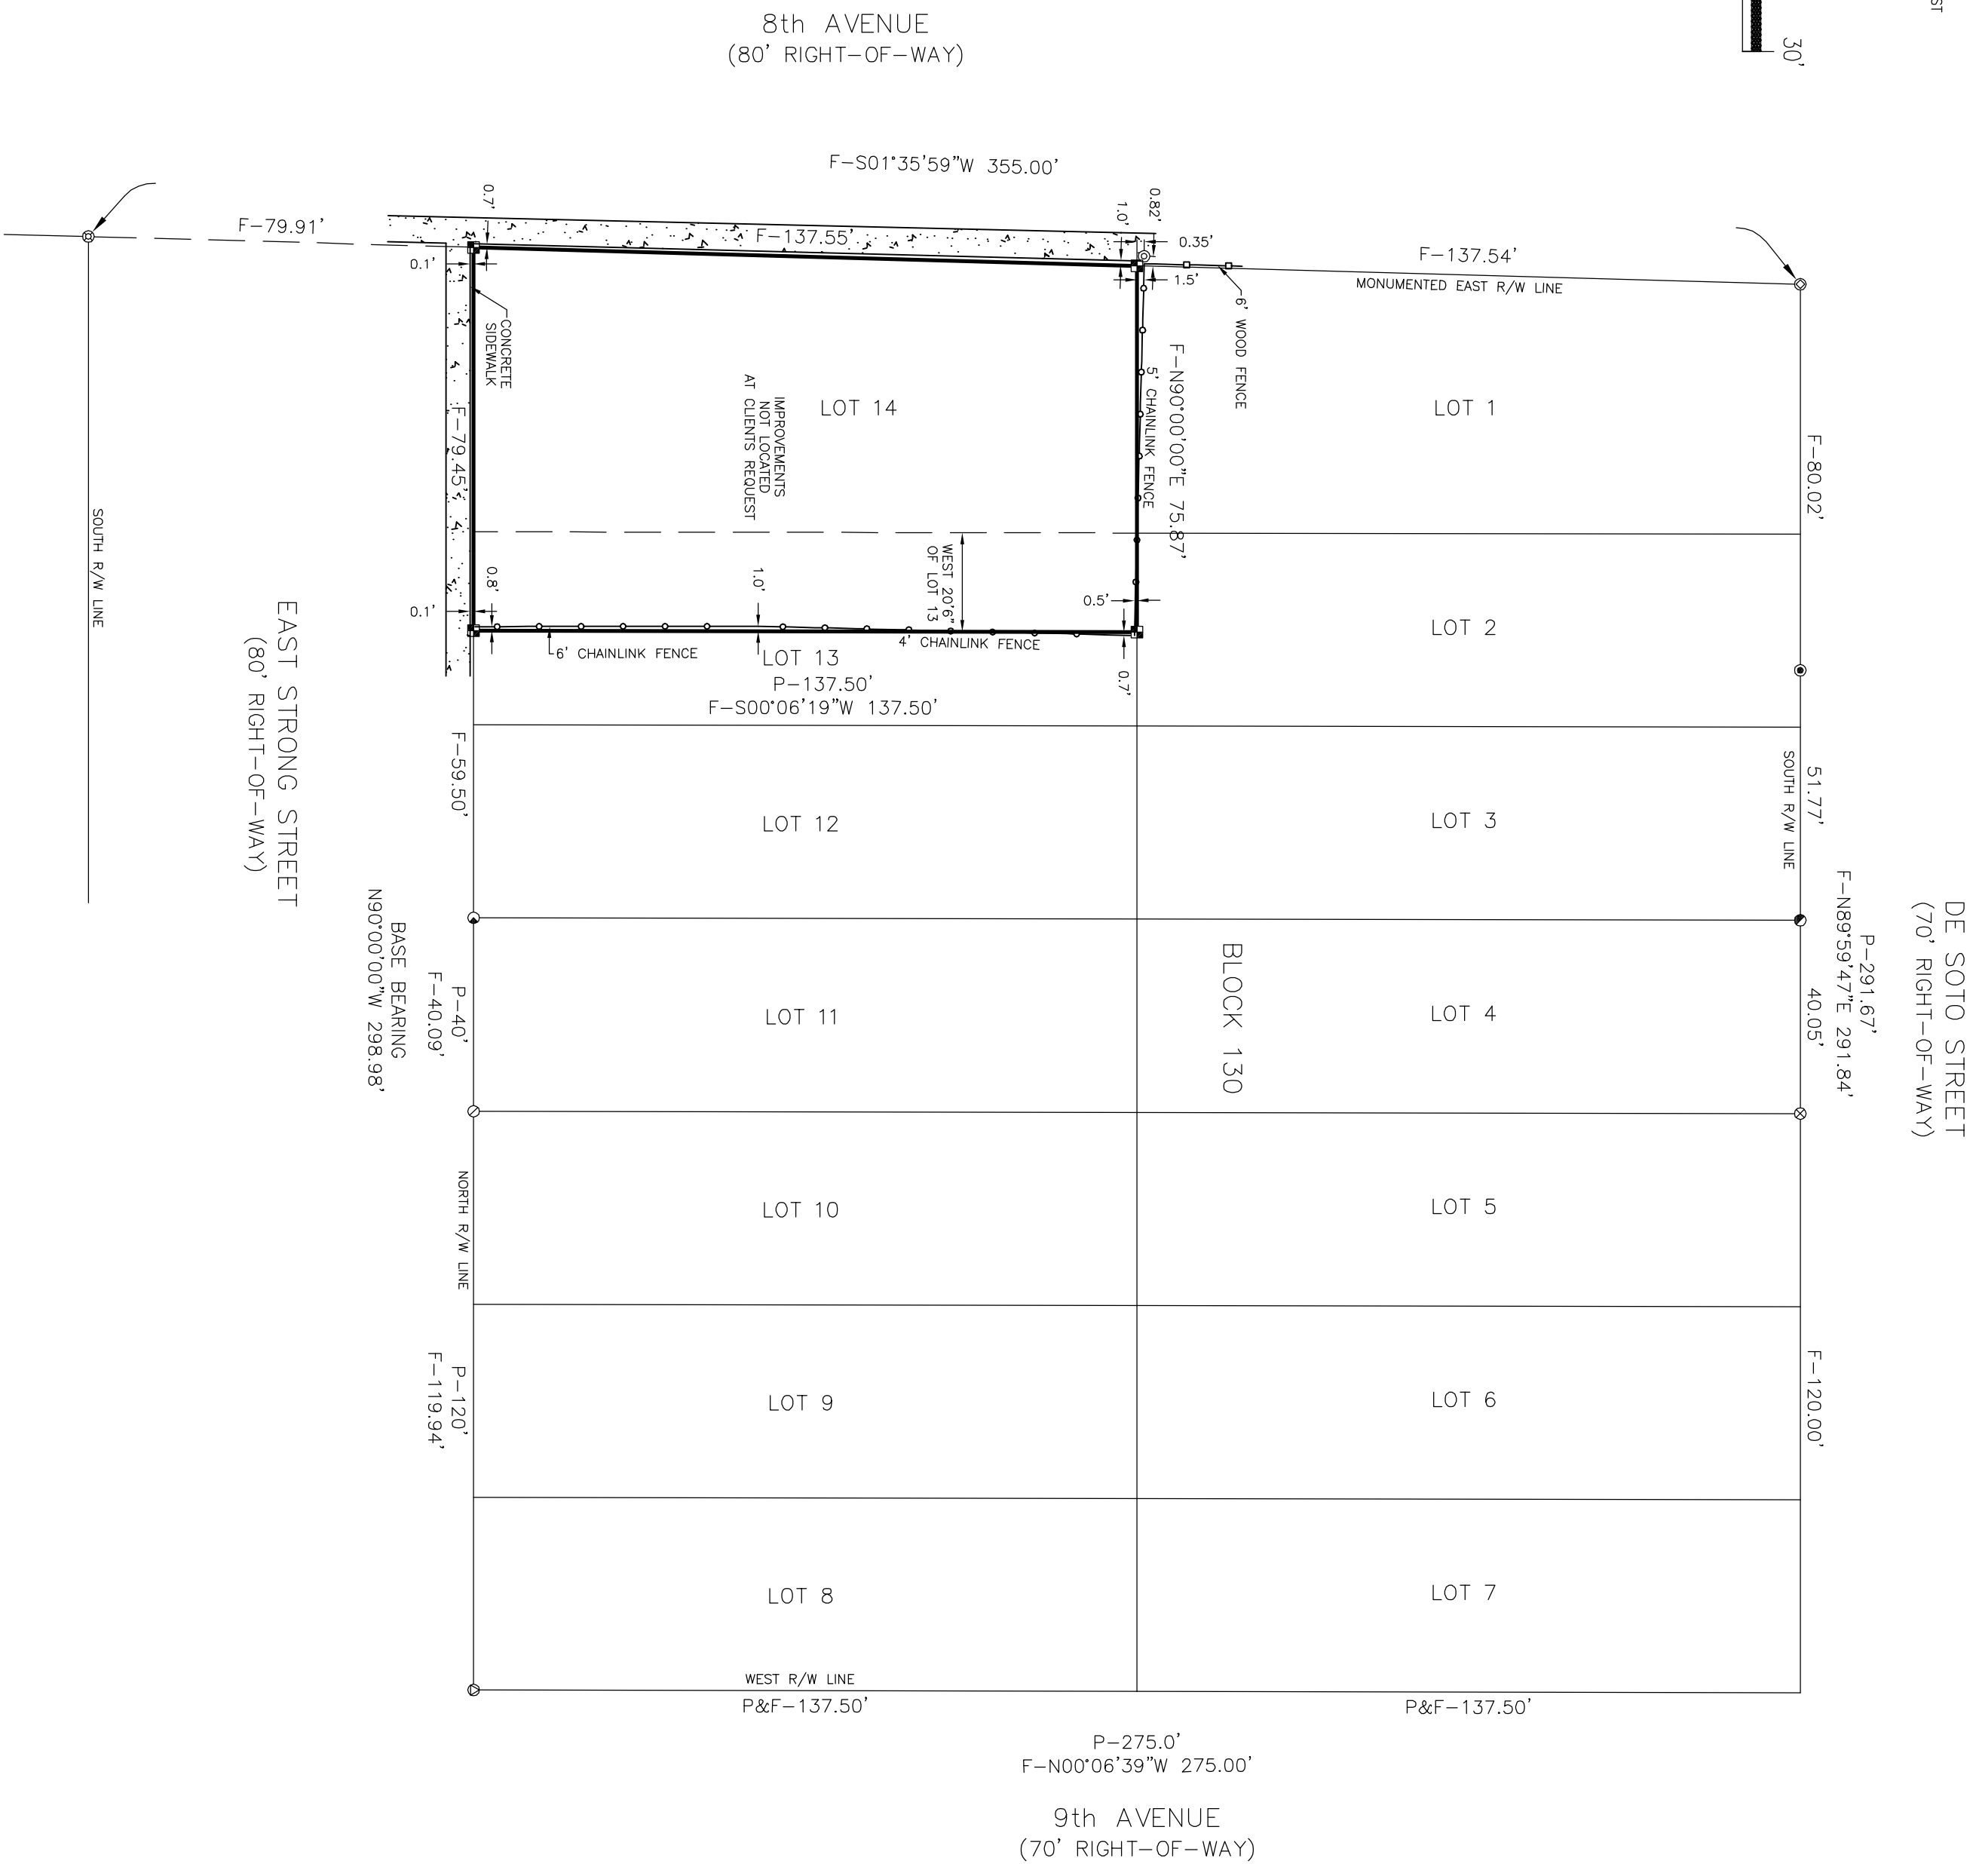 8th AVENUE
(80' RIGHT-OF-WAY)
30'
ST
F-S01°35'59"W 355.00'
F-79.91'
0.7'
F-137.55'
1.0'
0.82'
0.35'
1.5'
F-137.54'
MONUMENTED EAST R/W LINE
6' WOOD FENCE
0.1'
CONCRETE
SIDEWALK
F-79.45'
IMPROVEMENTS
NOT LOCATED
AT CLIENTS REQUEST
LOT 14
5' CHAINLINK FENCE
F-N90°00'00"E 75.87'
LOT 1
F-80.02'
SOUTH R/W LINE
WEST 20'6"
OF LOT 13
0.5'
0.1'
0.8'
1.0'
6' CHAINLINK FENCE
4' CHAINLINK FENCE
0.7'
LOT 13
P-137.50'
F-S00°06'19"W 137.50'
LOT 2
EAST STRONG STREET
(80' RIGHT-OF-WAY)
F-59.50'
LOT 12
LOT 3
51.77'
SOUTH R/W LINE
BASE BEARING
N90°00'00"W 298.98'
P-40'
F-40.09'
LOT 11
BLOCK 130
LOT 4
40.05'
P-291.67'
F-N89°59'47"E 291.84'
DE SOTO STREET
(70' RIGHT-OF-WAY)
NORTH R/W LINE
LOT 10
LOT 5
P-120'
F-119.94'
LOT 9
LOT 6
F-120.00'
LOT 8
LOT 7
WEST R/W LINE
P&F-137.50'
P&F-137.50'
P-275.0'
F-N00°06'39"W 275.00'
9th AVENUE
(70' RIGHT-OF-WAY)